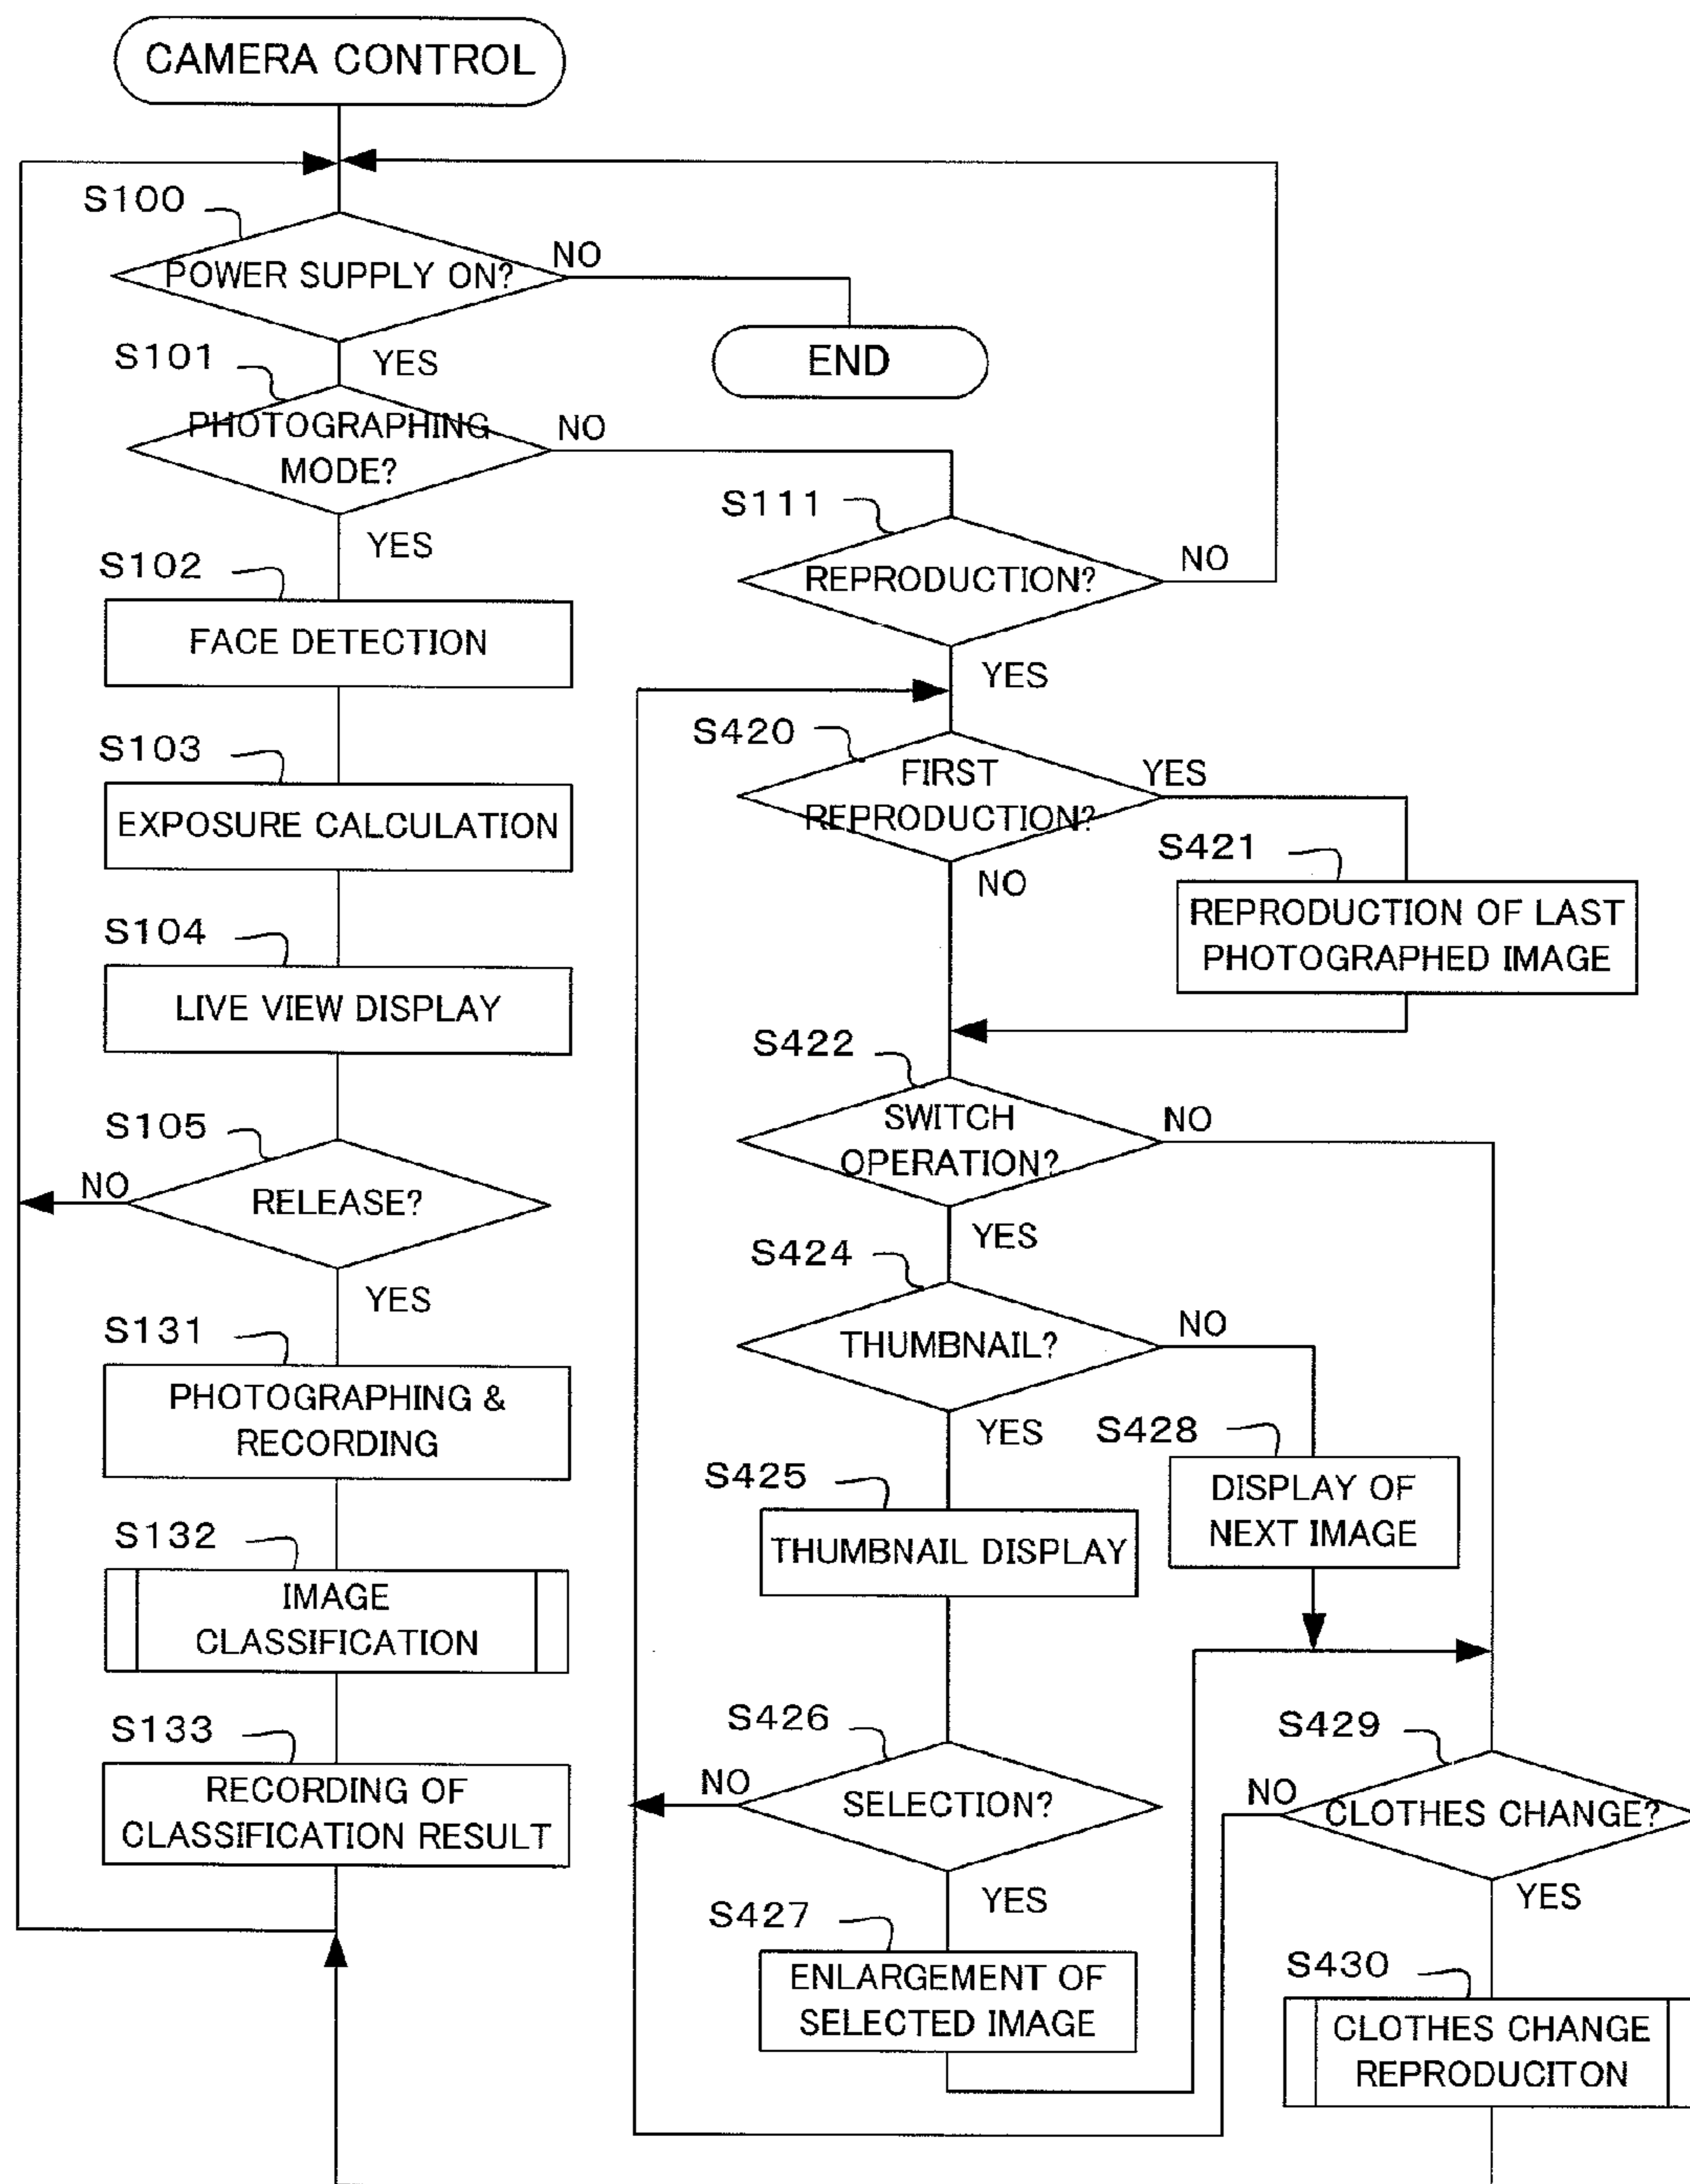 CAMERA CONTROL
S100
POWER SUPPLY ON?
NO
END
YES
S101
PHOTOGRAPHING
MODE?
NO
YES
S111
REPRODUCTION?
NO
YES
S102
FACE DETECTION
S103
EXPOSURE CALCULATION
S104
LIVE VIEW DISPLAY
S105
RELEASE?
NO
YES
S131
PHOTOGRAPHING &
RECORDING
S132
IMAGE
CLASSIFICATION
S133
RECORDING OF
CLASSIFICATION RESULT
S420
FIRST
REPRODUCTION?
YES
NO
S421
REPRODUCTION OF LAST
PHOTOGRAPHED IMAGE
S422
SWITCH
OPERATION?
NO
YES
S424
THUMBNAIL?
NO
YES
S425
THUMBNAIL DISPLAY
S428
DISPLAY OF
NEXT IMAGE
S426
SELECTION?
NO
YES
S427
ENLARGEMENT OF
SELECTED IMAGE
S429
CLOTHES CHANGE?
NO
YES
S430
CLOTHES CHANGE
REPRODUCITON